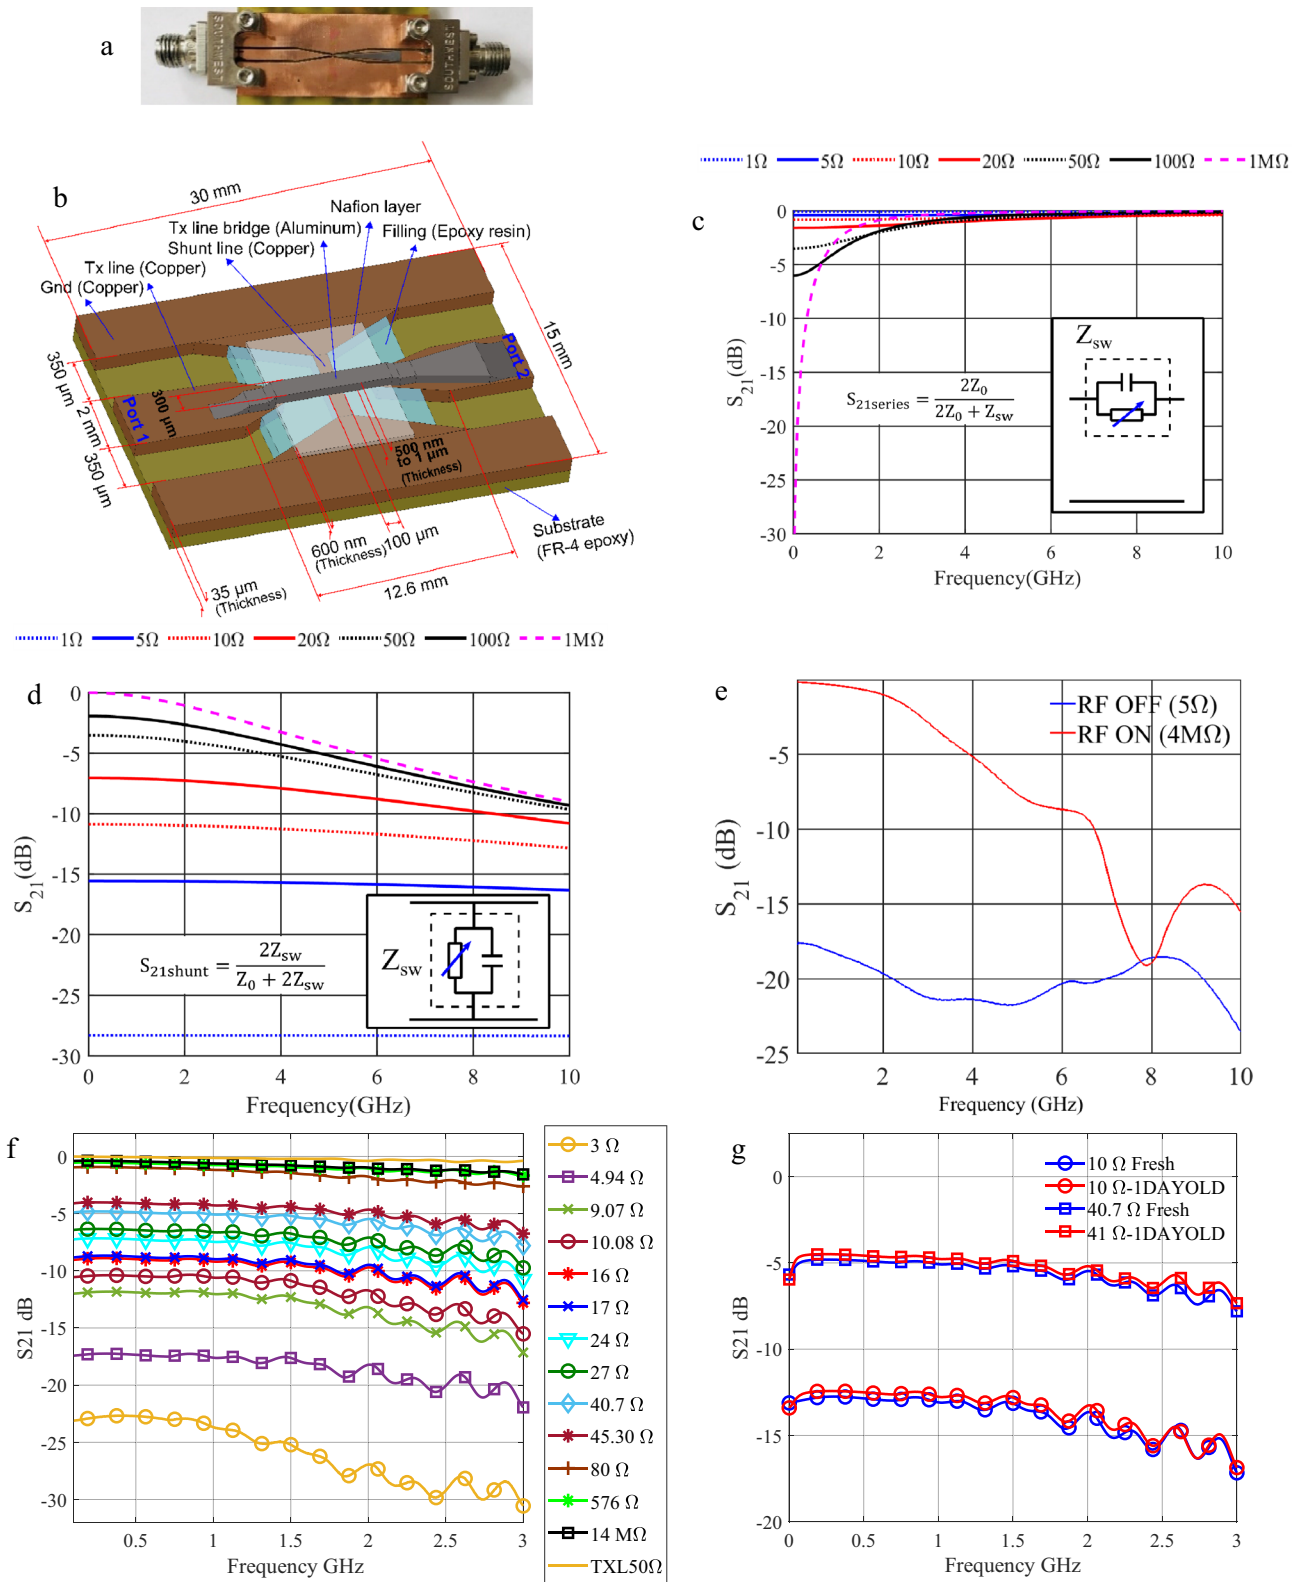 a
SOUTHWEST
SOUTHWEST
b
30 mm
Nafion layer
Tx line bridge (Aluminum)
Filling (Epoxy resin)
Shunt line (Copper)
Tx line (Copper)
Gnd (Copper)
15 mm
350 µm
2 mm
350 µm
300 µm
Port 1
Port 2
500 nm
to 1 µm
(Thickness)
600 nm
(Thickness)
100 µm
Substrate
(FR-4 epoxy)
35 µm
(Thickness)
12.6 mm
1Ω 5Ω 10Ω 20Ω 50Ω 100Ω 1MΩ
c
0
-5
-10
-15
-20
-25
-30
S21(dB)
S21series = 2Z0 / (2Z0 + Zsw)
Zsw
0 2 4 6 8 10
Frequency(GHz)
1Ω 5Ω 10Ω 20Ω 50Ω 100Ω 1MΩ
d
0
-5
-10
-15
-20
-25
-30
S21(dB)
S21shunt = 2Zsw / (Z0 + 2Zsw)
Zsw
0 2 4 6 8 10
Frequency(GHz)
e
RF OFF (5Ω)
RF ON (4MΩ)
-5
-10
-15
-20
-25
S21 (dB)
2 4 6 8 10
Frequency (GHz)
f
0
-5
-10
-15
-20
-25
-30
S21 dB
0.5 1 1.5 2 2.5 3
Frequency GHz
3 Ω
4.94 Ω
9.07 Ω
10.08 Ω
16 Ω
17 Ω
24 Ω
27 Ω
40.7 Ω
45.30 Ω
80 Ω
576 Ω
14 MΩ
TXL50Ω
g
10 Ω Fresh
10 Ω-1DAYOLD
40.7 Ω Fresh
41 Ω-1DAYOLD
0
-5
-10
-15
-20
S21 dB
0 0.5 1 1.5 2 2.5 3
Frequency GHz